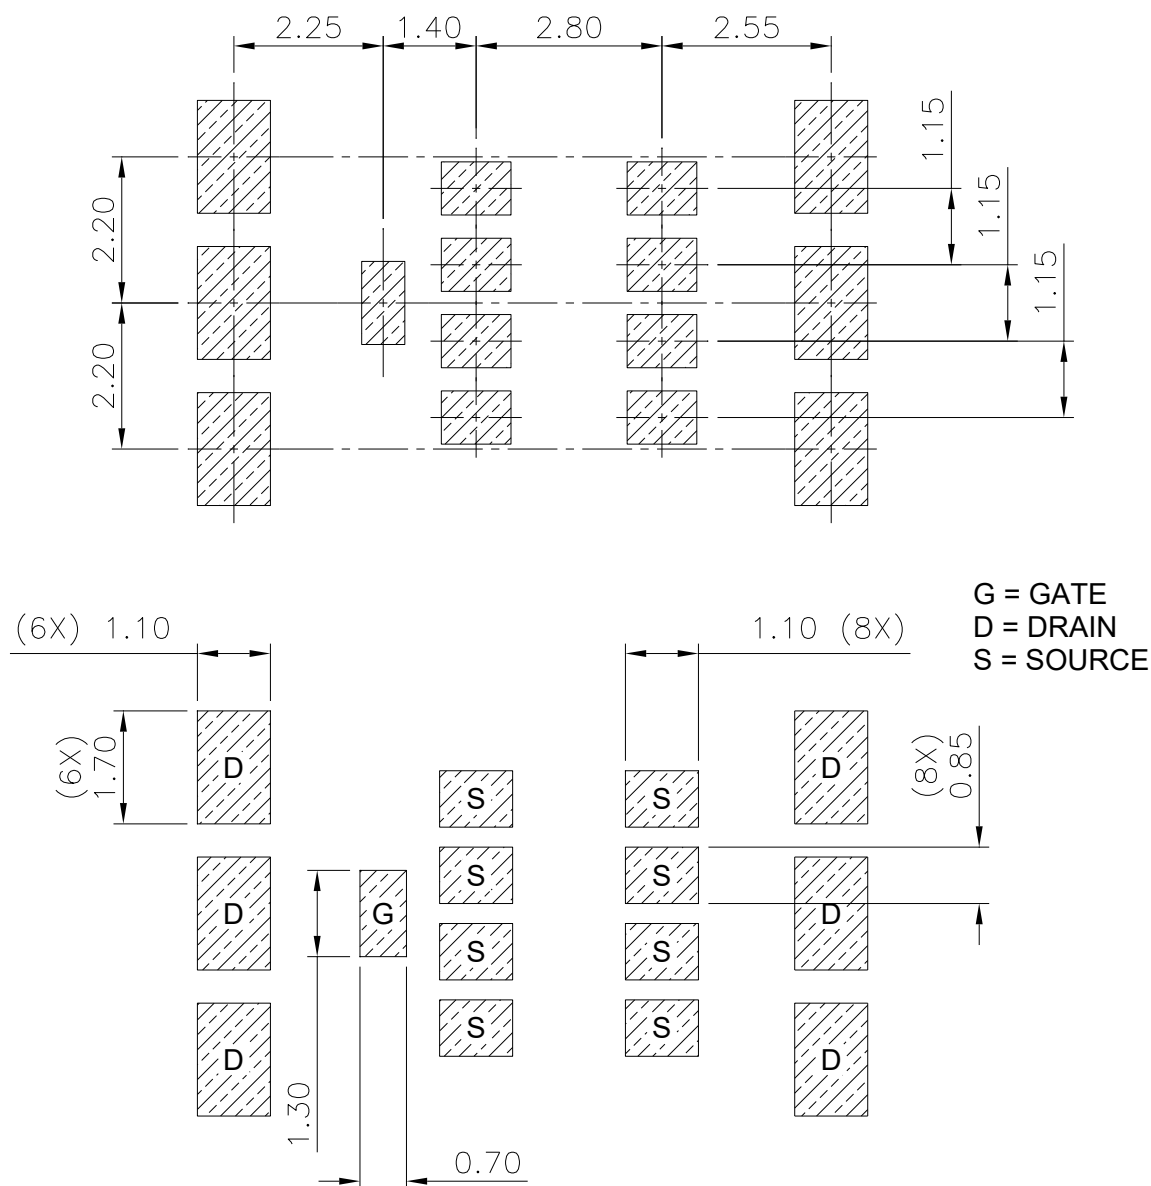 2.25 1.40 2.80 2.55
1.15
1.15
1.15
2.20
2.20
G = GATE
D = DRAIN
S = SOURCE
(6X) 1.10
1.10 (8X)
(6X)
1.70
(8X)
0.85
D
D
S
S
S
S
D
G
D
S
S
S
S
D
D
1.30
0.70